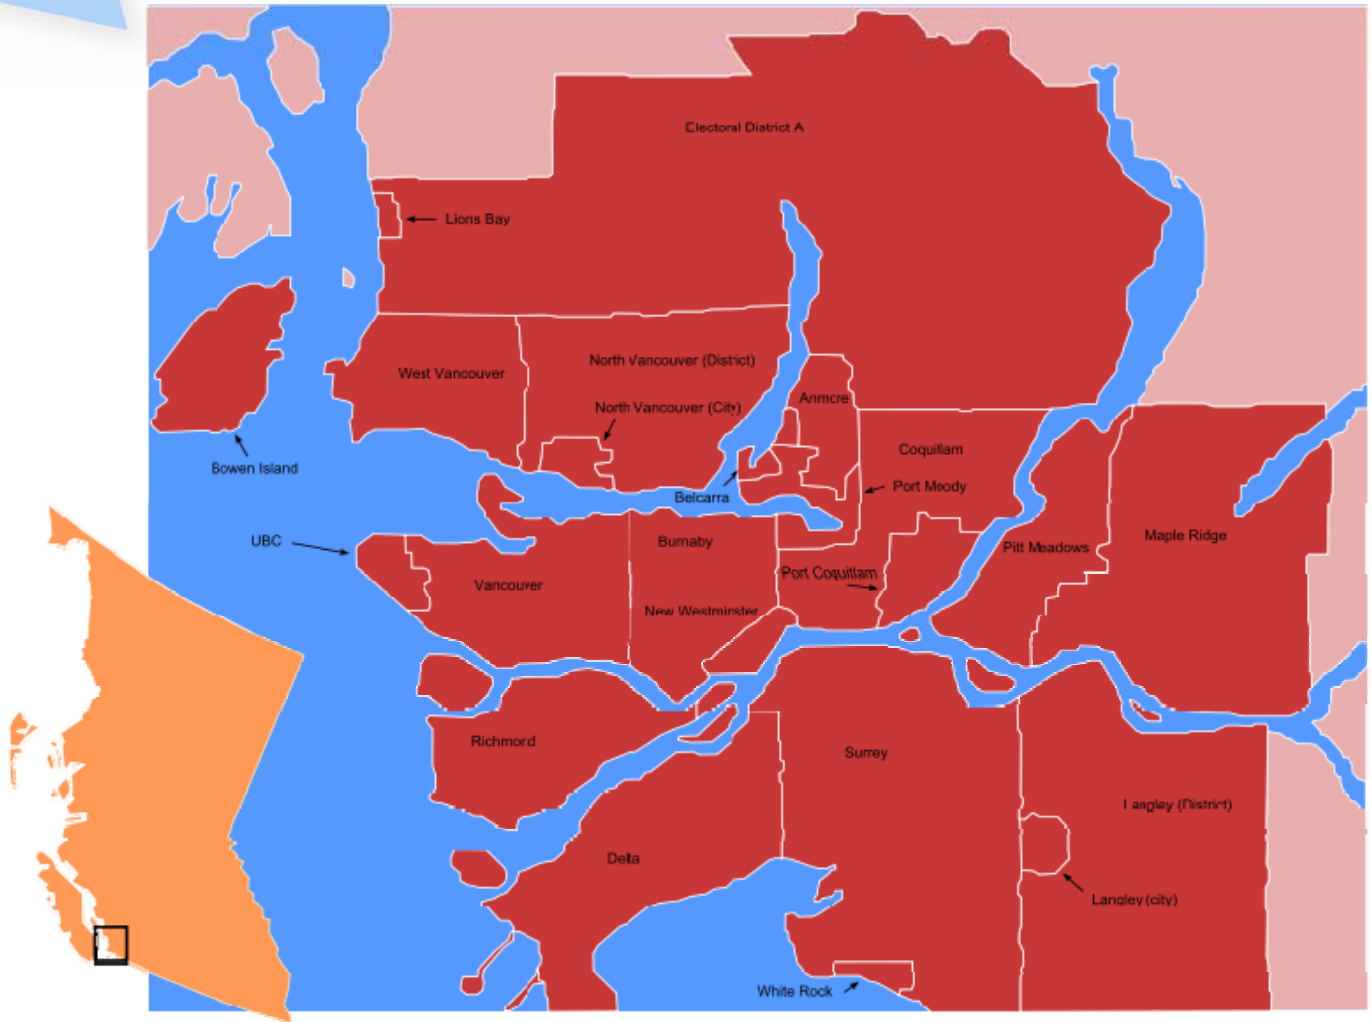 Electoral District A
Lions Bay
North Vancouver (District)
West Vancouver
Anmore
North Vancouver (City)
Coquitlam
Bowen Island
Port Moody
Belcarra
UBC
Burnaby
Maple Ridge
Pitt Meadows
Port Coquitlam
Vancouver
New Westminster
Richmord
Surrey
Langley (District)
Delta
Langley (city)
White Rock